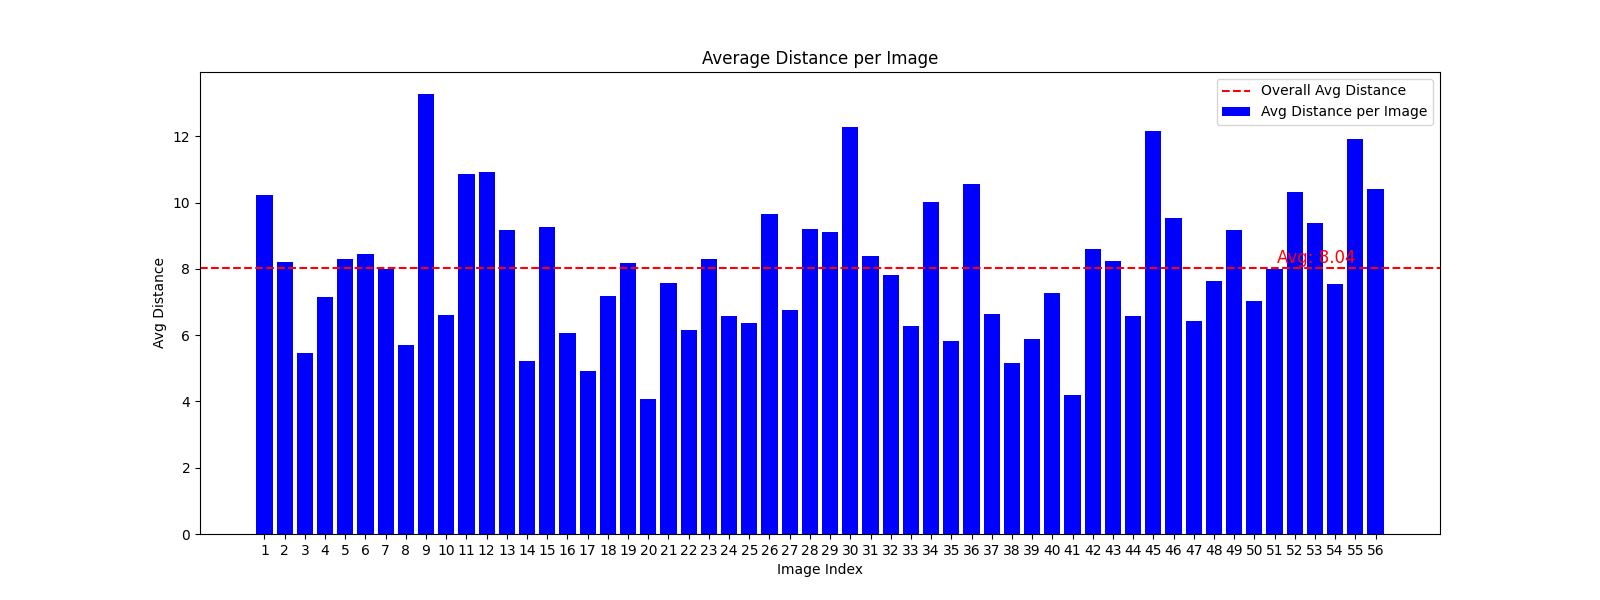 Average Distance per Image
Overall Avg Distance
Avg Distance per Image
Avg Distance
12
10
8
6
4
2
0
Avg: 8.04
1 2 3 4 5 6 7 8 9 10 11 12 13 14 15 16 17 18 19 20 21 22 23 24 25 26 27 28 29 30 31 32 33 34 35 36 37 38 39 40 41 42 43 44 45 46 47 48 49 50 51 52 53 54 55 56
Image Index